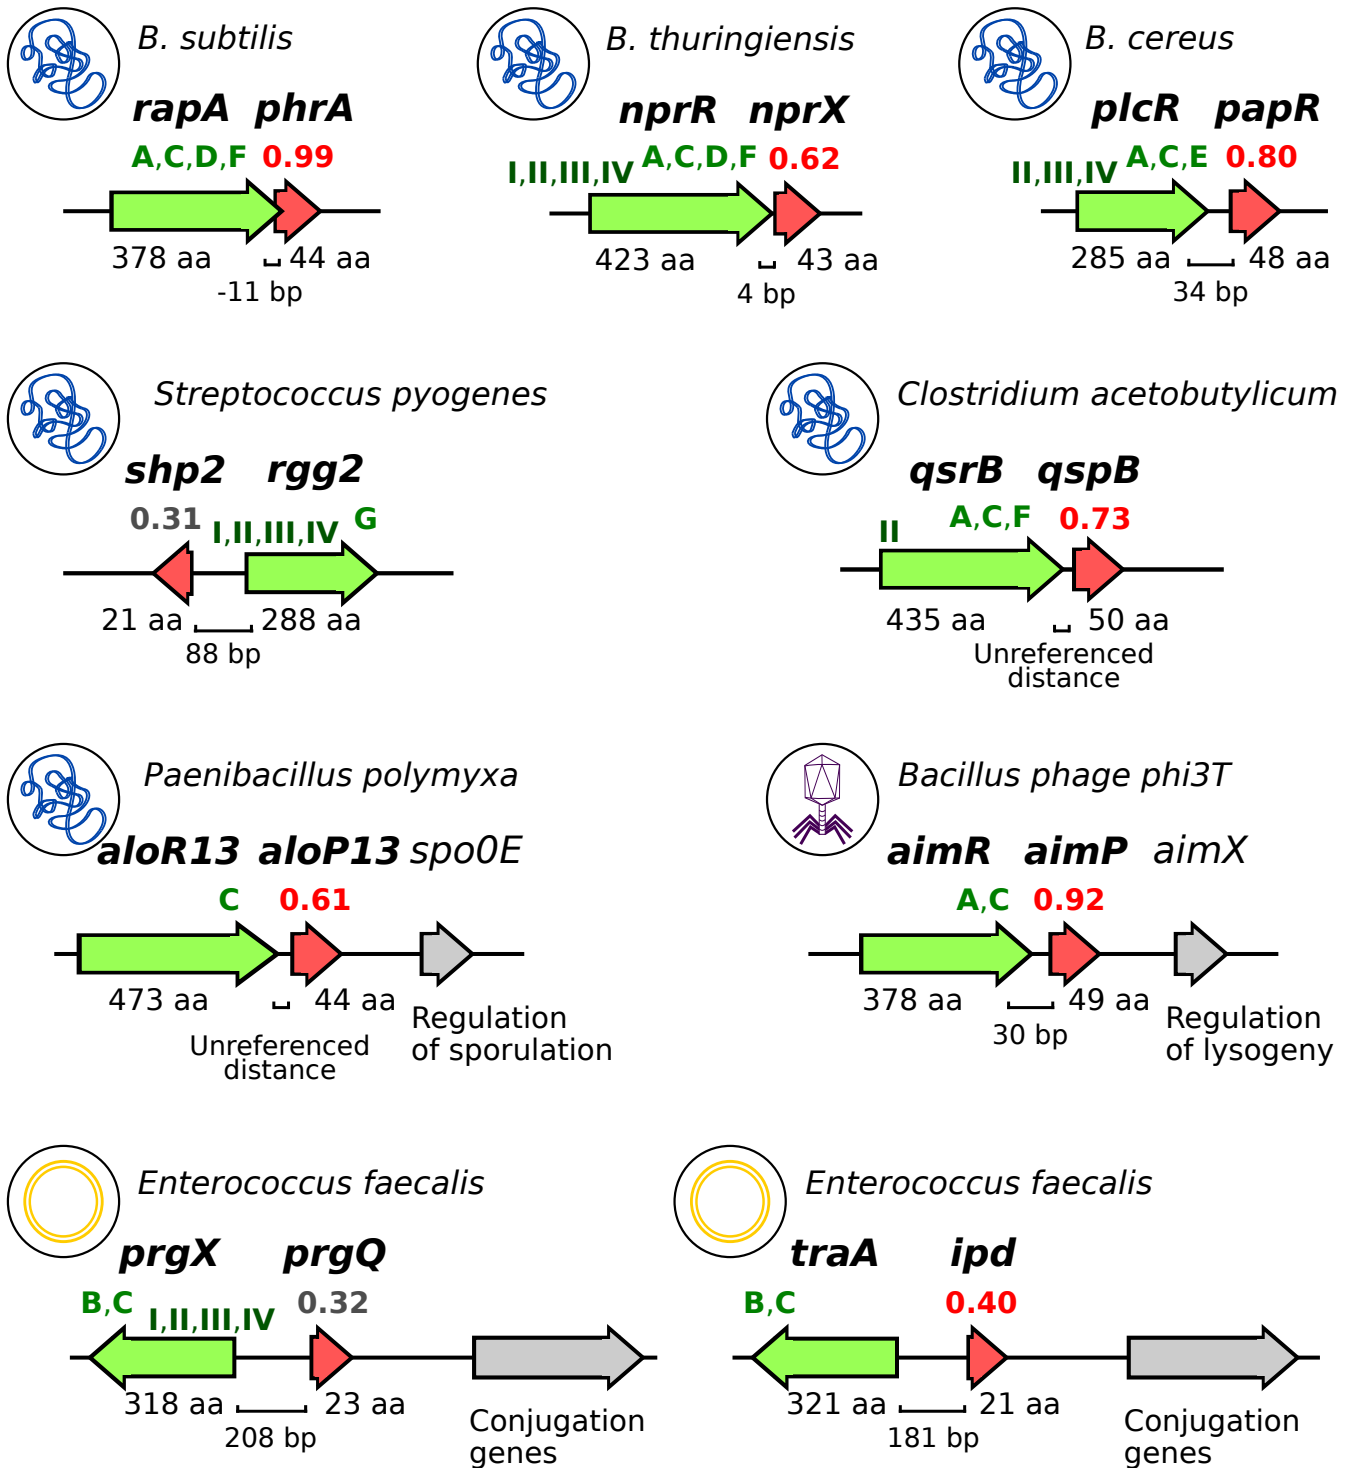 B. subtilis
rapA phrA
A,C,D,F 0.99
378 aa 44 aa
-11 bp
B. thuringiensis
nprR nprX
I,II,III,IV A,C,D,F 0.62
423 aa 43 aa
4 bp
B. cereus
plcR papR
II,III,IV A,C,E 0.80
285 aa 48 aa
34 bp
Streptococcus pyogenes
shp2 rgg2
0.31 I,II,III,IV G
21 aa 288 aa
88 bp
Clostridium acetobutylicum
qsrB qspB
II A,C,F 0.73
435 aa 50 aa
Unreferenced
distance
Paenibacillus polymyxa
aloR13 aloP13 spo0E
C 0.61
473 aa 44 aa
Unreferenced
distance
Regulation
of sporulation
Bacillus phage phi3T
aimR aimP aimX
A,C 0.92
378 aa 49 aa
30 bp
Regulation
of lysogeny
Enterococcus faecalis
prgX prgQ
B,C I,II,III,IV 0.32
318 aa 23 aa
208 bp
Conjugation
genes
Enterococcus faecalis
traA ipd
B,C 0.40
321 aa 21 aa
181 bp
Conjugation
genes